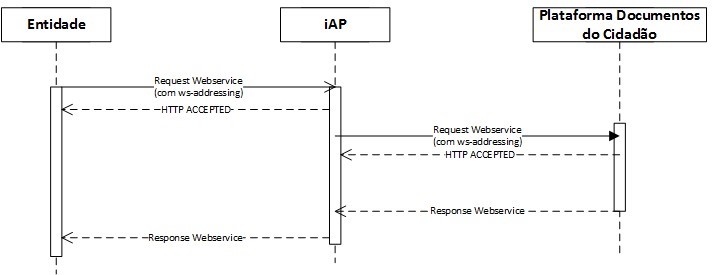 Entidade
iAP
Plataforma Documentos
do Cidadão
Request Webservice
(com ws-addressing)
HTTP ACCEPTED
Request Webservice
(com ws-addressing)
HTTP ACCEPTED
Response Webservice
Response Webservice